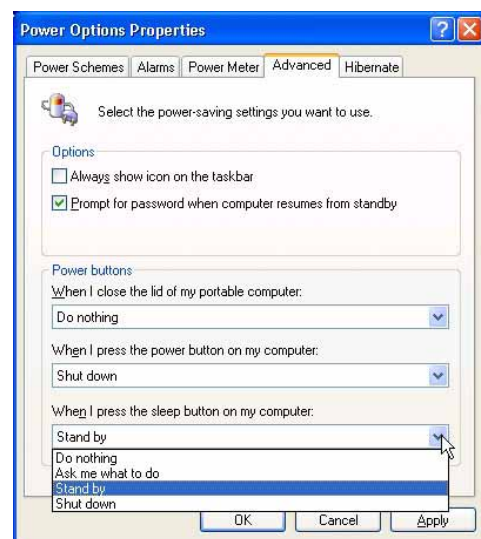 Power Options Properties
Power Schemes Alarms Power Meter Advanced Hibernate
Select the power-saving settings you want to use.
Options
Always show icon on the taskbar
Prompt for password when computer resumes from standby
Power buttons
When I close the lid of my portable computer:
Do nothing
When I press the power button on my computer:
Shut down
When I press the sleep button on my computer:
Stand by
Do nothing
Ask me what to do
Stand by
Shut down
OK Cancel Apply